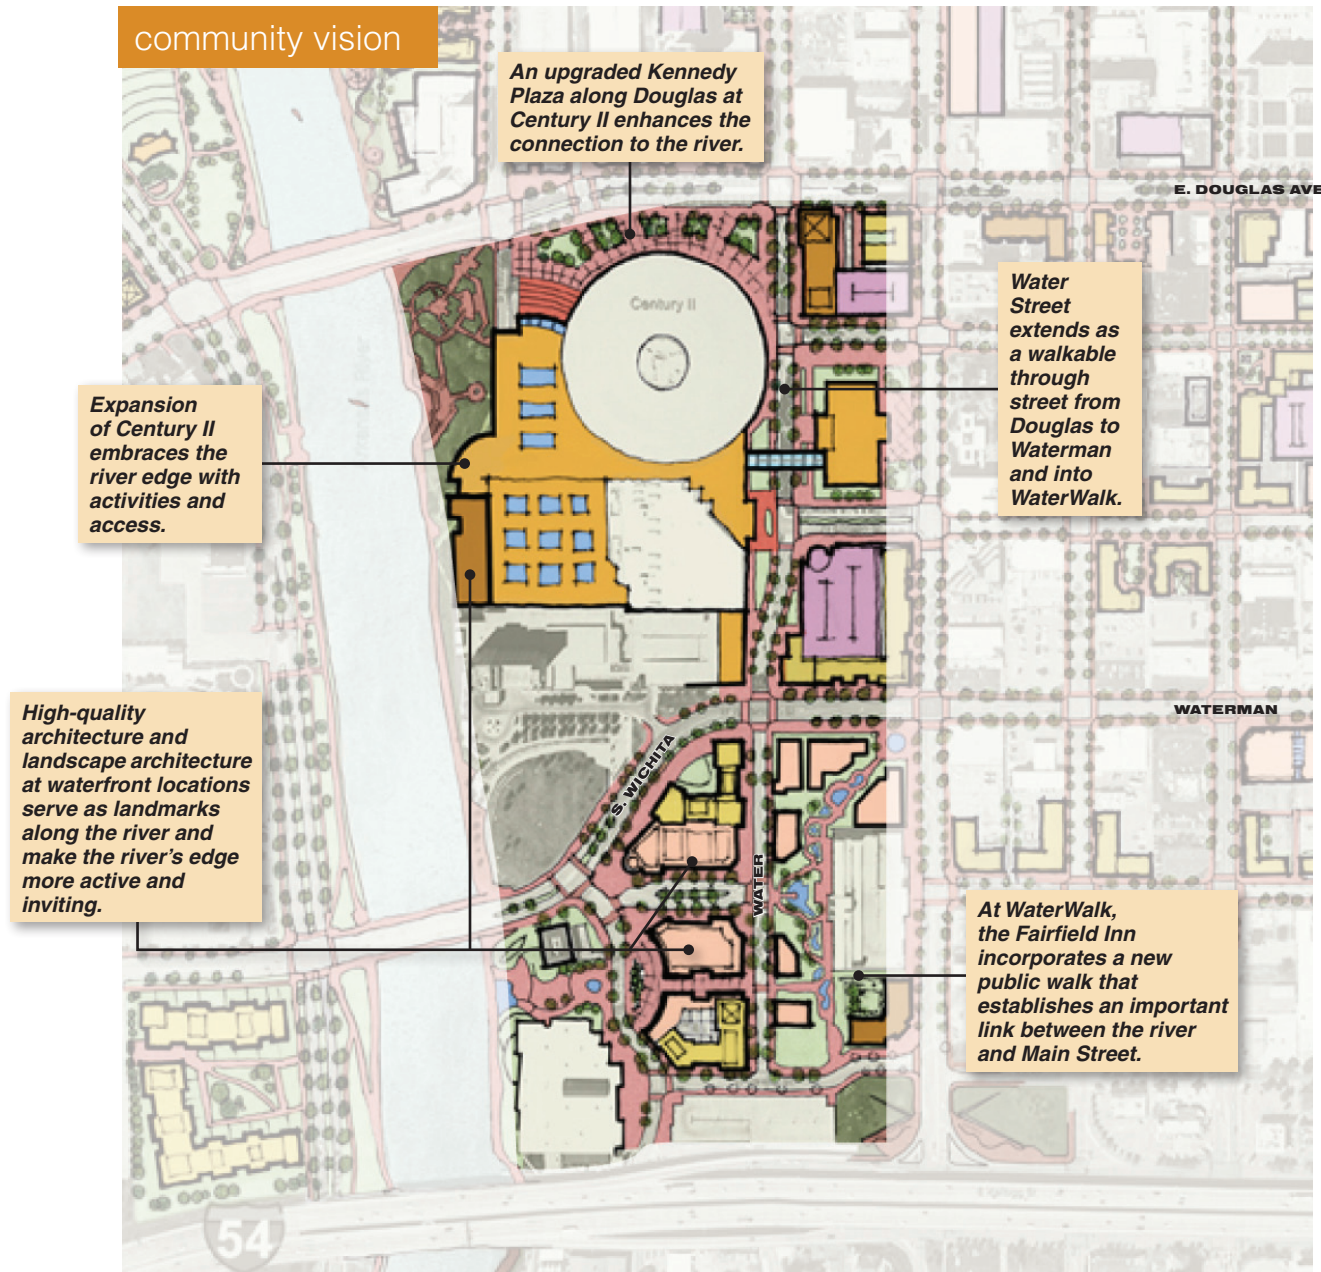 community vision
An upgraded Kennedy
Plaza along Douglas at
Century II enhances the
connection to the river.
E. DOUGLAS AVE
Water
Street
extends as
a walkable
through
street from
Douglas to
Waterman
and into
WaterWalk.
Century II
Expansion
of Century II
embraces the
river edge with
activities and
access.
High-quality
architecture and
landscape architecture
at waterfront locations
serve as landmarks
along the river and
make the river's edge
more active and
inviting.
WATERMAN
S. WICHITA
WATER
At WaterWalk,
the Fairfield Inn
incorporates a new
public walk that
establishes an important
link between the river
and Main Street.
54